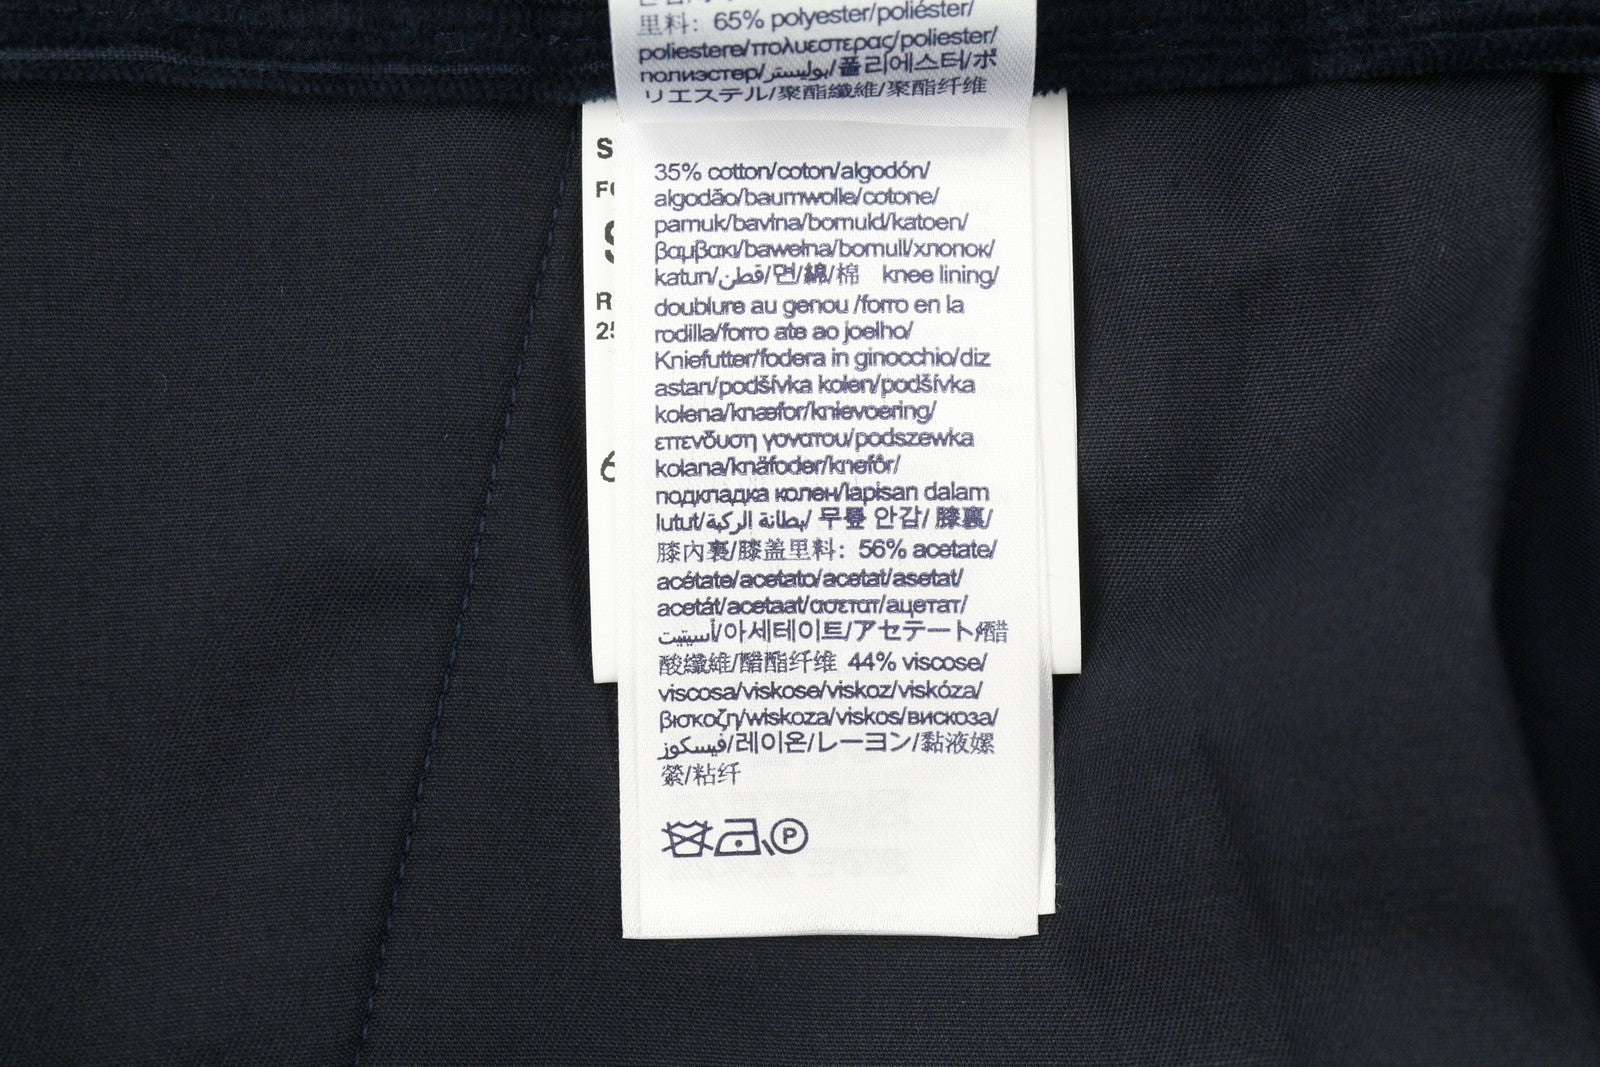 里料: 65% polyester/poliéster/
poliestere/πολυεστερας/poliester/
полиэстер/بوليستر/폴리에스터/ポ
リエステル/聚酯纖維/聚酯纤维
35% cotton/coton/algodón/
algodão/baumwolle/cotone/
pamuk/bavlna/bomuld/katoen/
βαμβακι/bawełna/bomull/хлопок/
katun/قطن/면/綿/棉 knee lining/
doublure au genou /forro en la
rodilla/forro ate ao joelho/
Kniefutter/fodera in ginocchio/diz
astarı/podšívka kolen/podšívka
kolena/knæfor/knievoering/
επενδυση γονατου/podszewka
kolana/knäfoder/knefôr/
подкладка колен/lapisan dalam
lutut/بطانة الركبة/ 무릎 안감/ 膝裏/
膝內裏/膝盖里料: 56% acetate/
acétate/acetato/acetat/asetat/
acetát/acetaat/ασετατ/ацетат/
أسيتيت/아세테이트/アセテート/醋
酸纖維/醋酯纤维 44% viscose/
viscosa/viskose/viskoz/viskóza/
βισκοζη/wiskoza/viskos/вискоза/
فيسكوز/레이온/レーヨン/黏液嫘
縈/粘纤
P
S
R